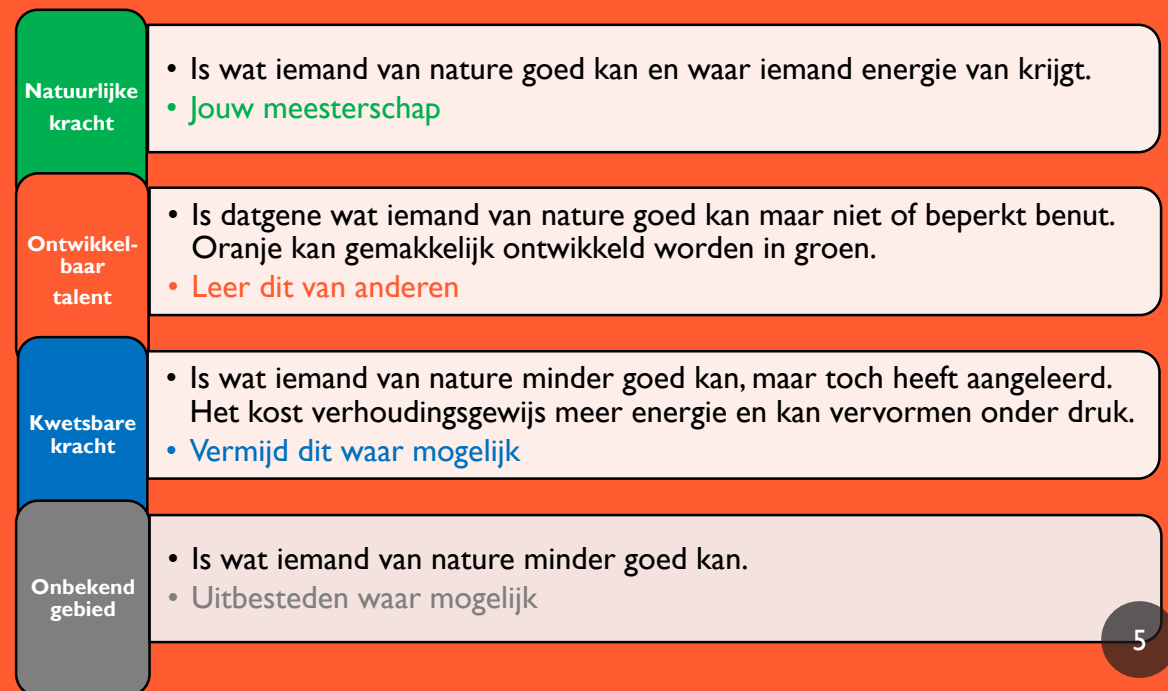 Natuurlijke
kracht
• Is wat iemand van nature goed kan en waar iemand energie van krijgt.
• Jouw meesterschap
Ontwikkel-
baar
talent
• Is datgene wat iemand van nature goed kan maar niet of beperkt benut.
Oranje kan gemakkelijk ontwikkeld worden in groen.
• Leer dit van anderen
Kwetsbare
kracht
• Is wat iemand van nature minder goed kan, maar toch heeft aangeleerd.
Het kost verhoudingsgewijs meer energie en kan vervormen onder druk.
• Vermijd dit waar mogelijk
Onbekend
gebied
• Is wat iemand van nature minder goed kan.
• Uitbesteden waar mogelijk
5